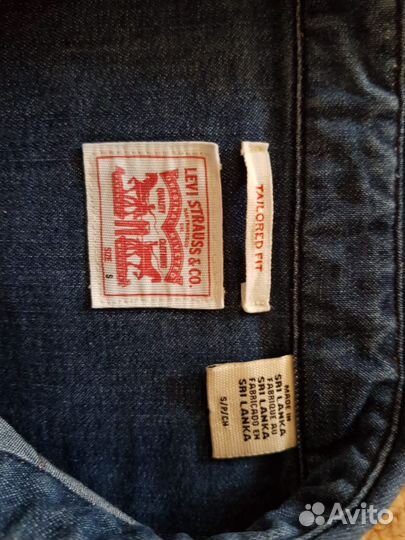 LEVI STRAUSS & CO.
SIZE S
TAILORED FIT
MADE IN
SRI LANKA
FABRIQUE AU
SRI LANKA
FABRICADO EN
SRI LANKA
S/P/CH
Avito